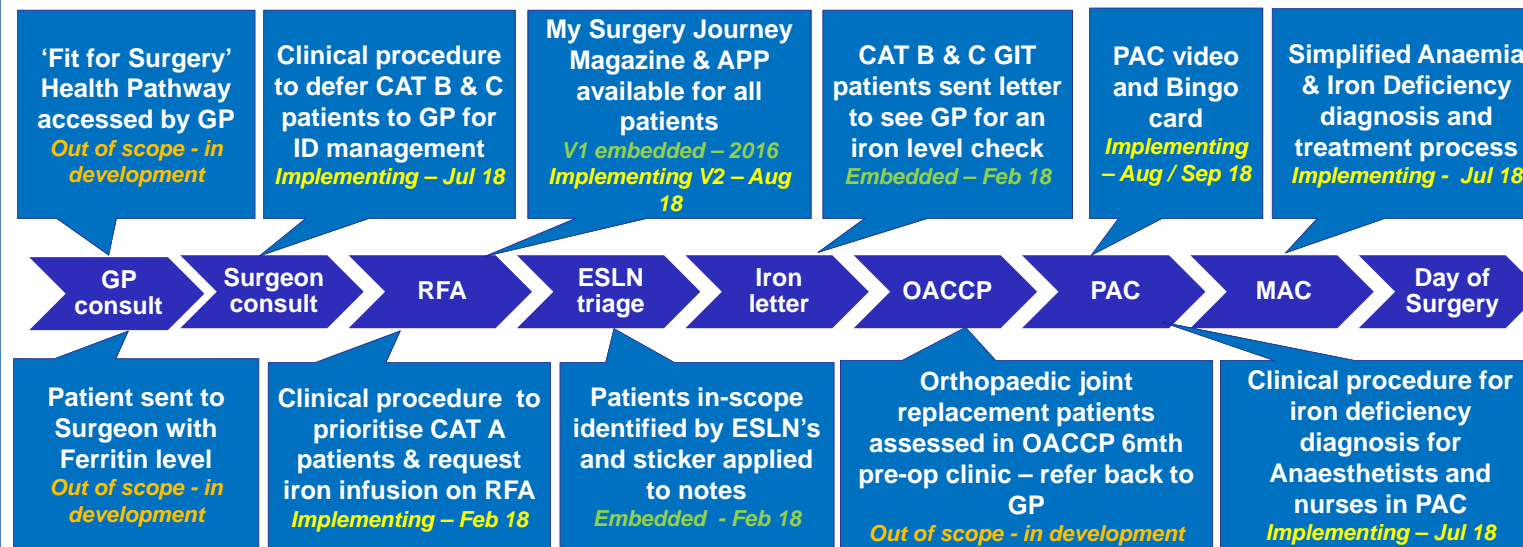 ‘Fit for Surgery’
Health Pathway
accessed by GP
Out of scope - in
development
Clinical procedure
to defer CAT B & C
patients to GP for
ID management
Implementing – Jul 18
My Surgery Journey
Magazine & APP
available for all
patients
V1 embedded – 2016
Implementing V2 – Aug
18
CAT B & C GIT
patients sent letter
to see GP for an
iron level check
Embedded – Feb 18
PAC video
and Bingo
card
Implementing
– Aug / Sep 18
Simplified Anaemia
& Iron Deficiency
diagnosis and
treatment process
Implementing - Jul 18
GP
consult
Surgeon
consult
RFA
ESLN
triage
Iron
letter
OACCP
PAC
MAC
Day of
Surgery
Patient sent to
Surgeon with
Ferritin level
Out of scope - in
development
Clinical procedure to
prioritise CAT A
patients & request
iron infusion on RFA
Implementing – Feb 18
Patients in-scope
identified by ESLN’s
and sticker applied
to notes
Embedded - Feb 18
Orthopaedic joint
replacement patients
assessed in OACCP 6mth
pre-op clinic – refer back to
GP
Out of scope - in development
Clinical procedure for
iron deficiency
diagnosis for
Anaesthetists and
nurses in PAC
Implementing – Jul 18